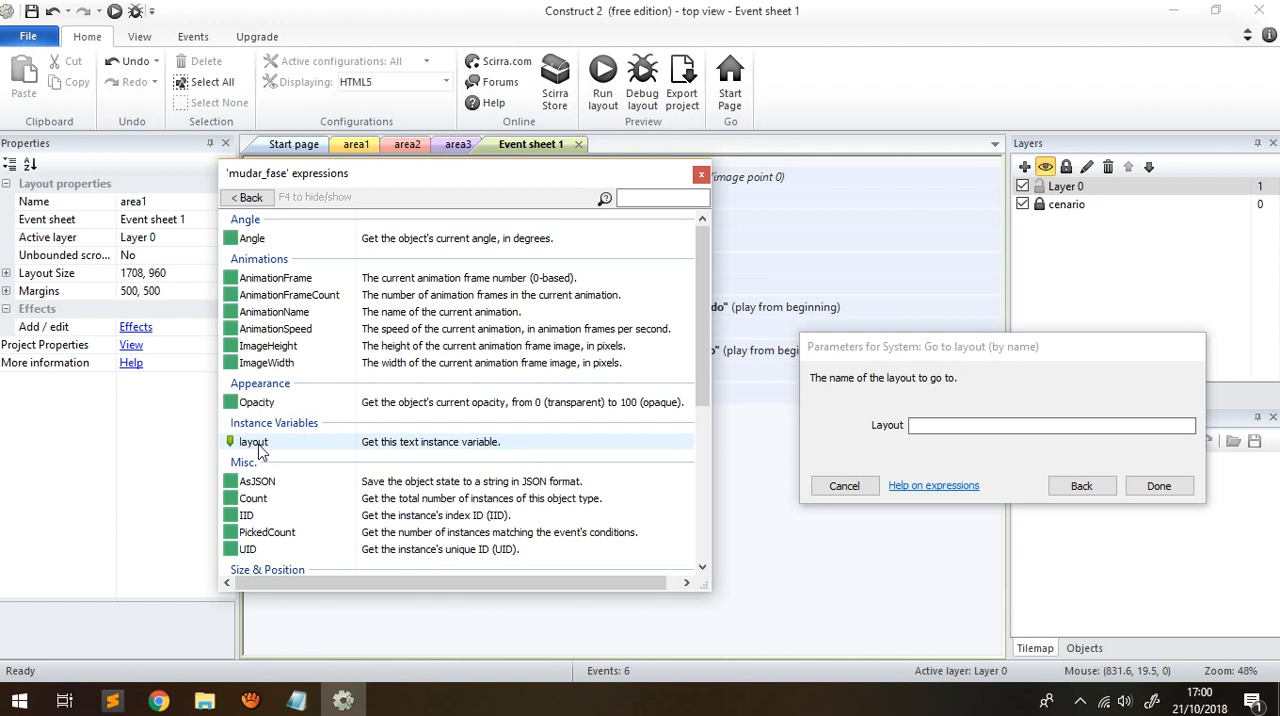 Construct 2 (free edition) - top view - Event sheet 1
File Home View Events Upgrade
Paste Cut Copy Clipboard
Undo Redo Undo
Delete Select All Select None Selection
Active configurations: All
Displaying: HTML5
Configurations
Scirra.com Forums Help Scirra Store Online
Run layout Debug layout Export project Preview
Start Page Go
Properties
Layout properties
Name area1
Event sheet Event sheet 1
Active layer Layer 0
Unbounded scro... No
Layout Size 1708, 960
Margins 500, 500
Effects
Add / edit Effects
Project Properties View
More information Help
Start page area1 area2 area3 Event sheet 1
/image point 0)
do" (play from beginning)
o" (play from begi
'mudar_fase' expressions
< Back F4 to hide/show
Angle
Angle Get the object's current angle, in degrees.
Animations
AnimationFrame The current animation frame number (0-based).
AnimationFrameCount The number of animation frames in the current animation.
AnimationName The name of the current animation.
AnimationSpeed The speed of the current animation, in animation frames per second.
ImageHeight The height of the current animation frame image, in pixels.
ImageWidth The width of the current animation frame image, in pixels.
Appearance
Opacity Get the object's current opacity, from 0 (transparent) to 100 (opaque).
Instance Variables
layout Get this text instance variable.
Misc.
AsJSON Save the object state to a string in JSON format.
Count Get the total number of instances of this object type.
IID Get the instance's index ID (IID).
PickedCount Get the number of instances matching the event's conditions.
UID Get the instance's unique ID (UID).
Size & Position
Parameters for System: Go to layout (by name)
The name of the layout to go to.
Layout
Cancel Help on expressions Back Done
Layers
Layer 0 1
cenario 0
Tilemap Objects
Ready Events: 6 Active layer: Layer 0 Mouse: (831.6, 19.5, 0) Zoom: 48%
17:00
21/10/2018
1